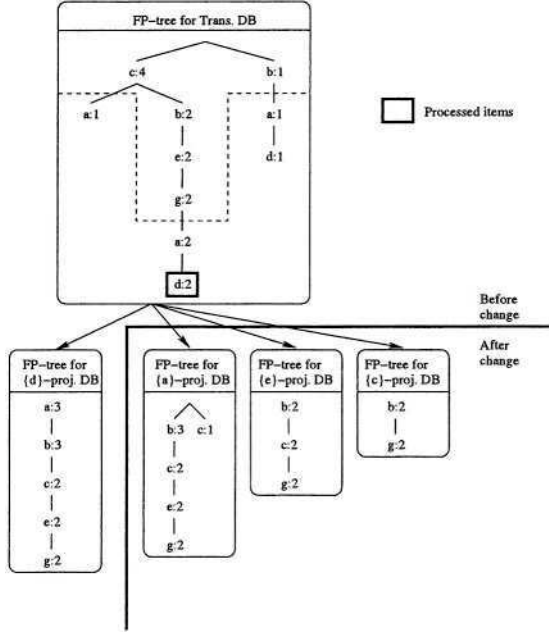 FP-tree for Trans. DB
c:4
b:1
a:1
b:2
a:1
e:2
d:1
g:2
a:2
d:2
Processed items
Before
change
After
change
FP-tree for
{d}-proj. DB
a:3
b:3
c:2
e:2
g:2
FP-tree for
{a}-proj. DB
b:3 c:1
c:2
e:2
g:2
FP-tree for
{e}-proj. DB
b:2
c:2
g:2
FP-tree for
{c}-proj. DB
b:2
g:2